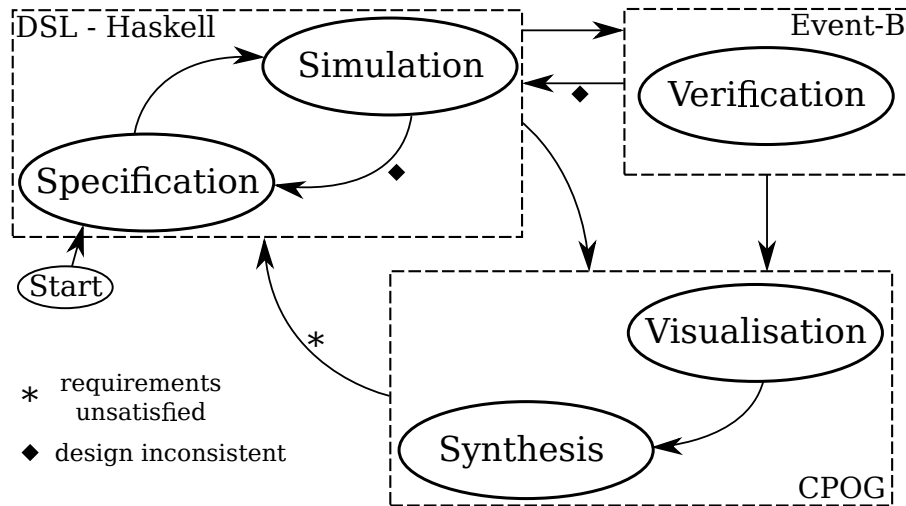 DSL - Haskell
Event-B
Simulation
Verification
Specification
Start
Visualisation
*
* requirements
unsatisfied
◆ design inconsistent
Synthesis
CPOG